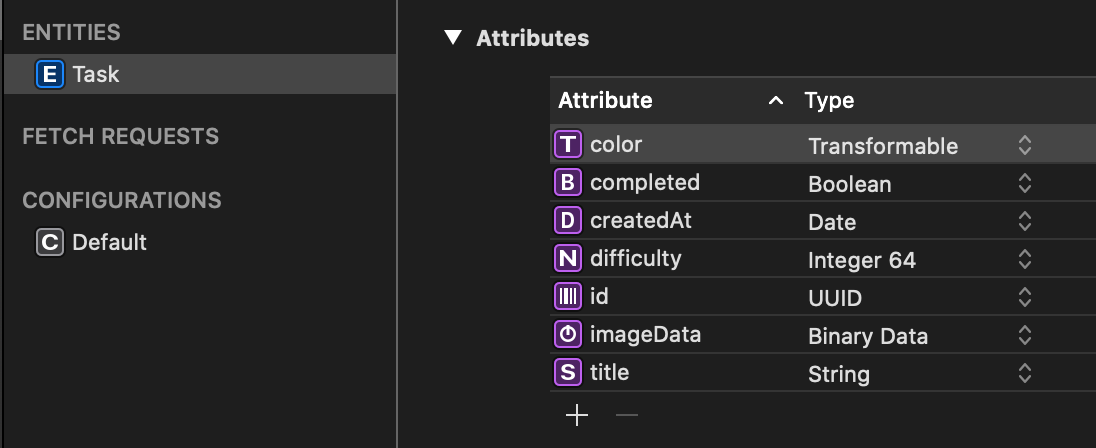 ENTITIES
E Task
FETCH REQUESTS
CONFIGURATIONS
C Default
Attributes
Attribute Type
T color Transformable
B completed Boolean
D createdAt Date
N difficulty Integer 64
id UUID
imageData Binary Data
S title String